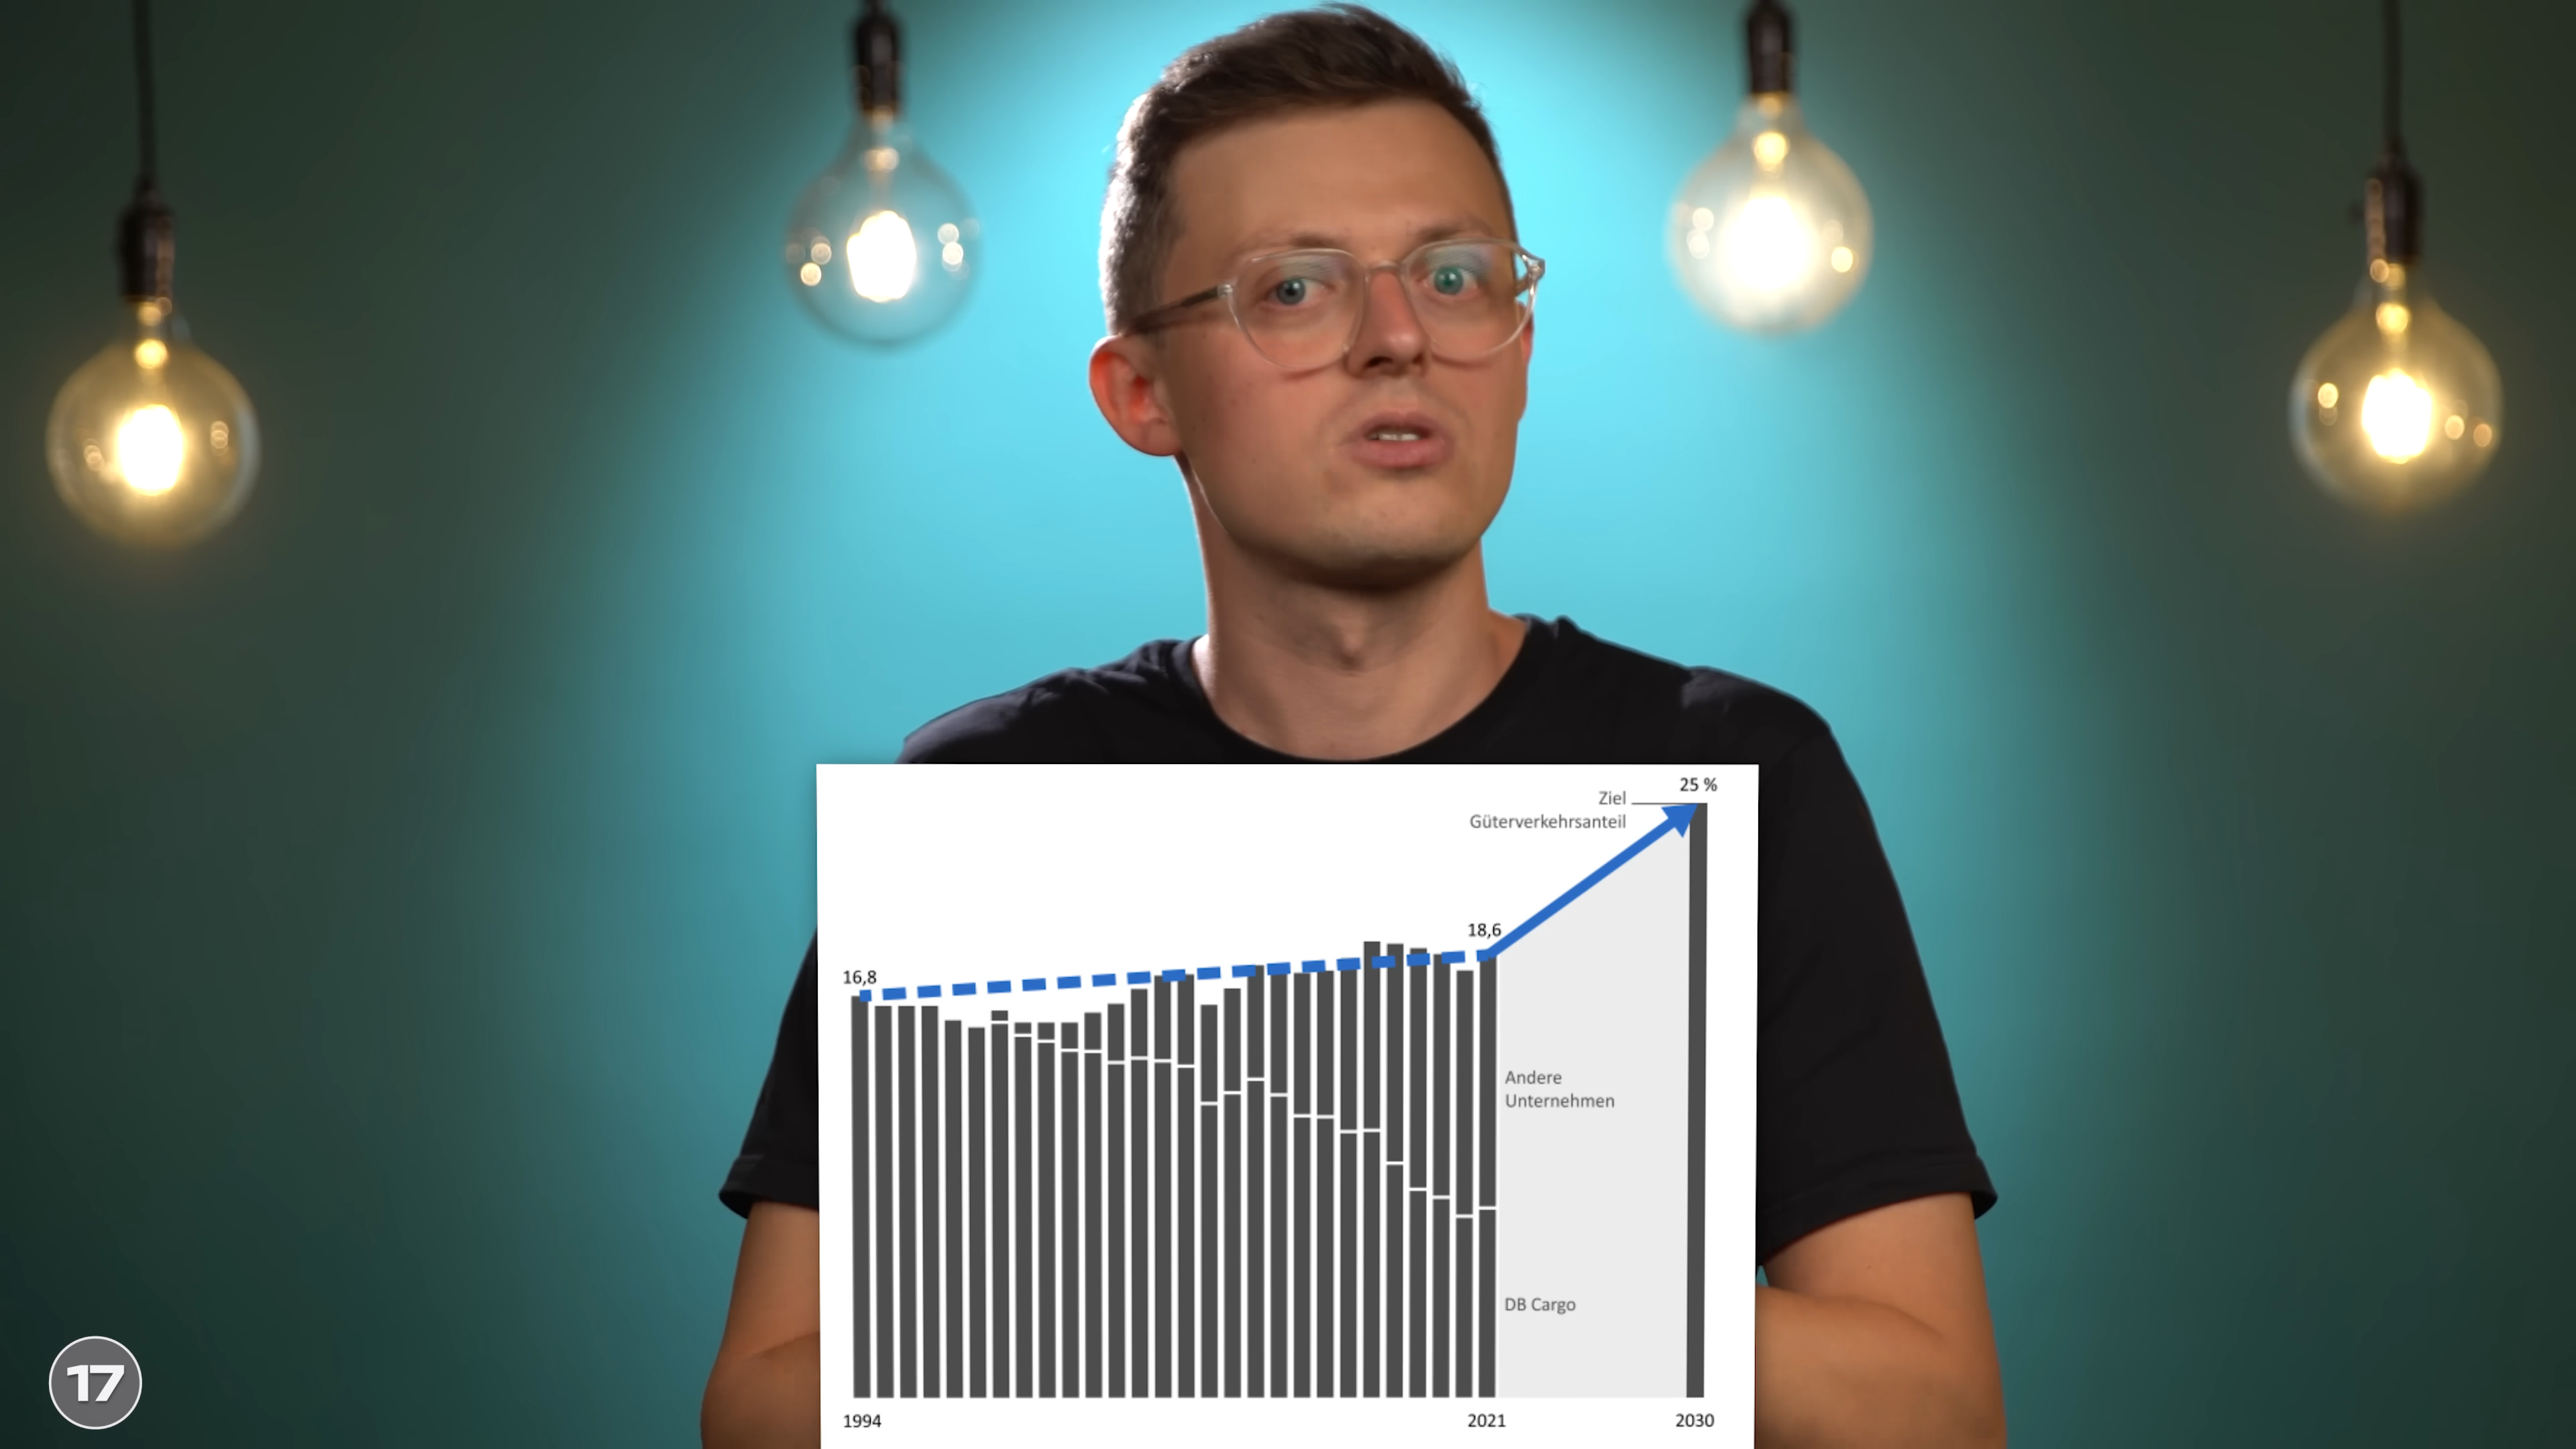 25 %
Ziel
Güterverkehrsanteil
18,6
16,8
Andere
Unternehmen
DB Cargo
1994
2021
2030
17